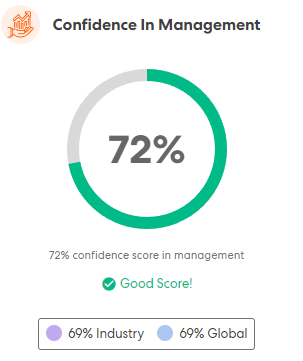 Confidence In Management
72%
72% confidence score in management
Good Score!
69% Industry 69% Global